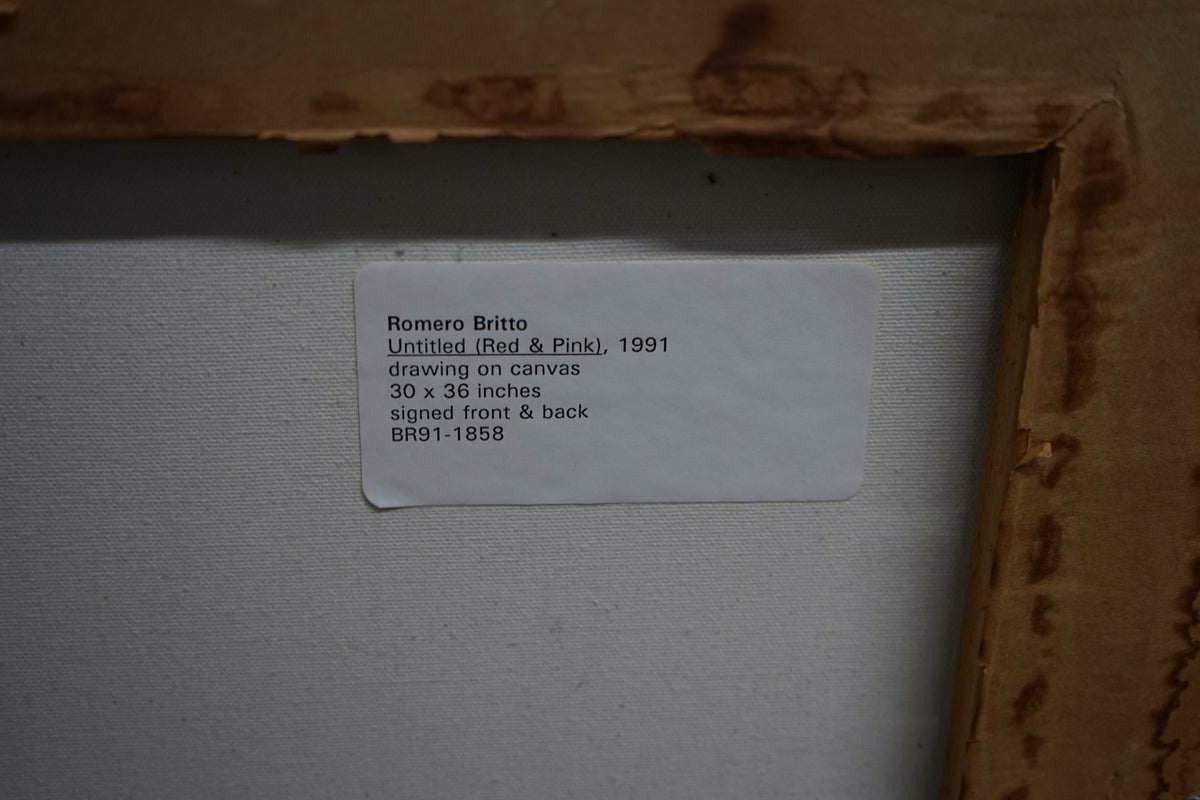 Romero Britto
Untitled (Red & Pink), 1991
drawing on canvas
30 x 36 inches
signed front & back
BR91-1858